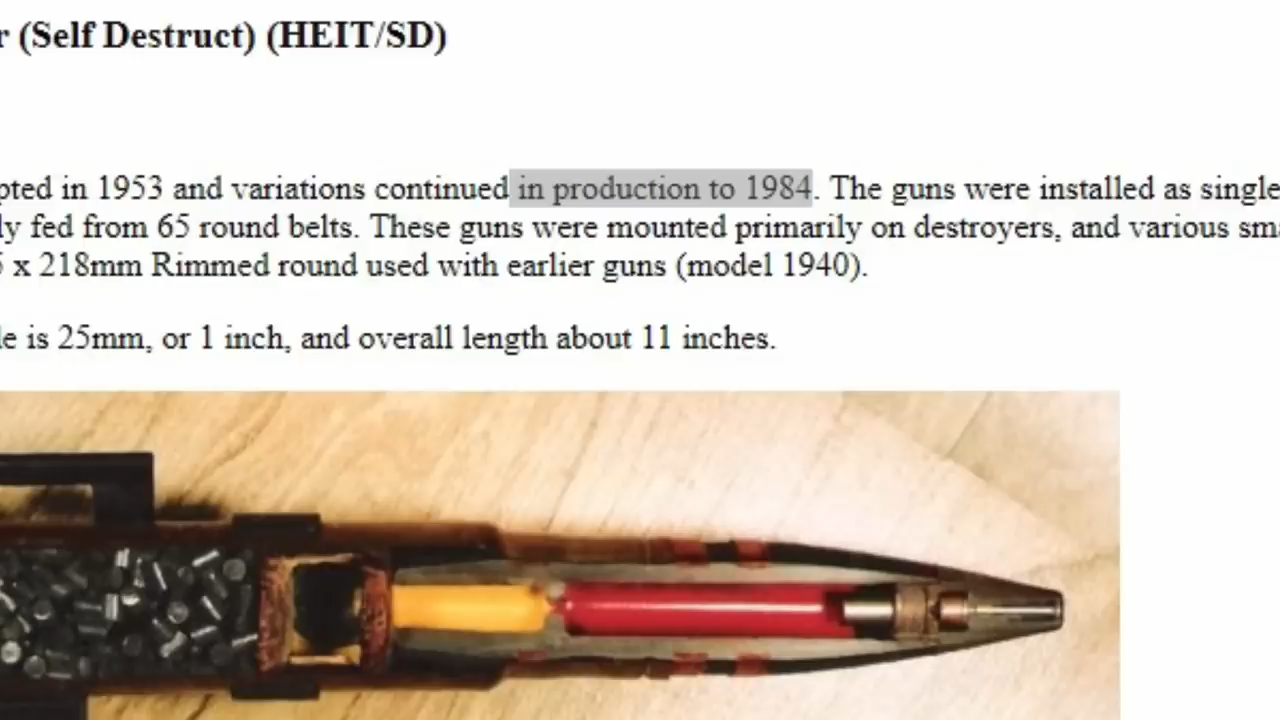 r (Self Destruct) (HEIT/SD)
pted in 1953 and variations continued in production to 1984. The guns were installed as single
ly fed from 65 round belts. These guns were mounted primarily on destroyers, and various sma
x 218mm Rimmed round used with earlier guns (model 1940).
le is 25mm, or 1 inch, and overall length about 11 inches.